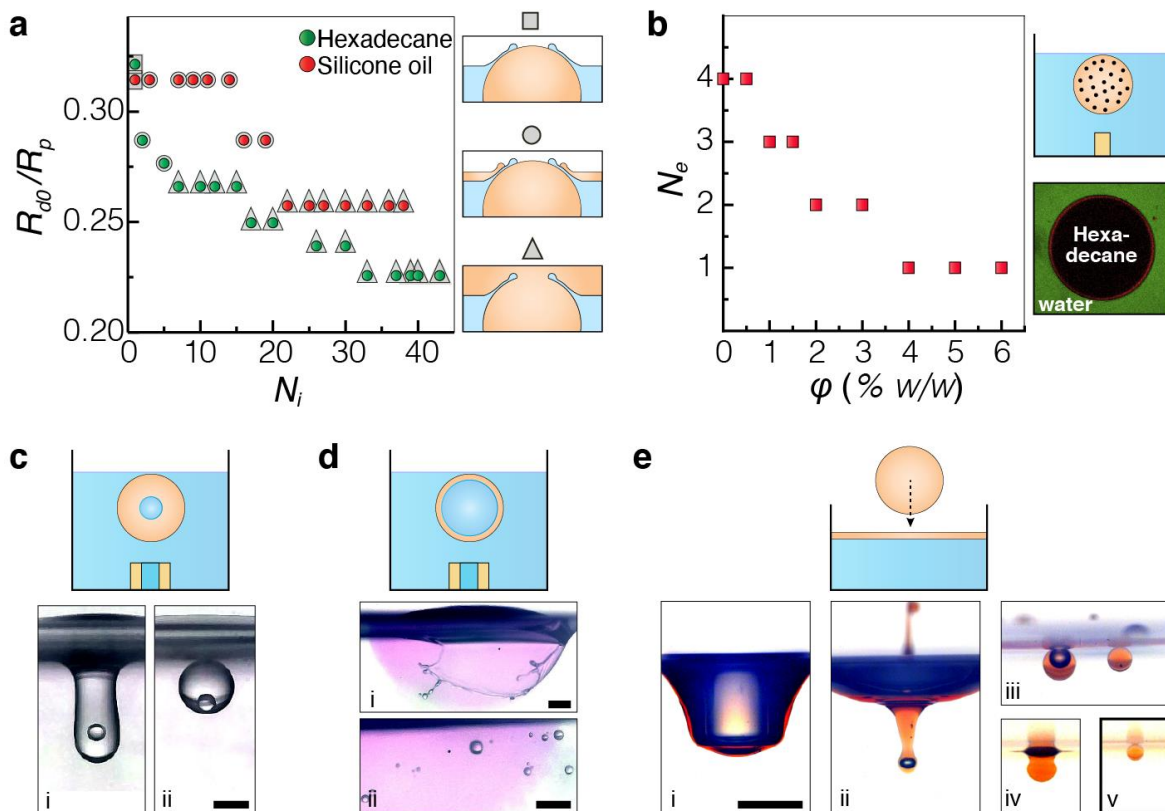 a
Hexadecane
Silicone oil
R_d0/R_p
0.30
0.25
0.20
0
10
20
30
40
N_i
b
N_e
4
3
2
1
0
1
2
3
4
5
6
φ (% w/w)
Hexa-
decane
water
c
i
ii
d
i
ii
e
i
ii
iii
iv
v